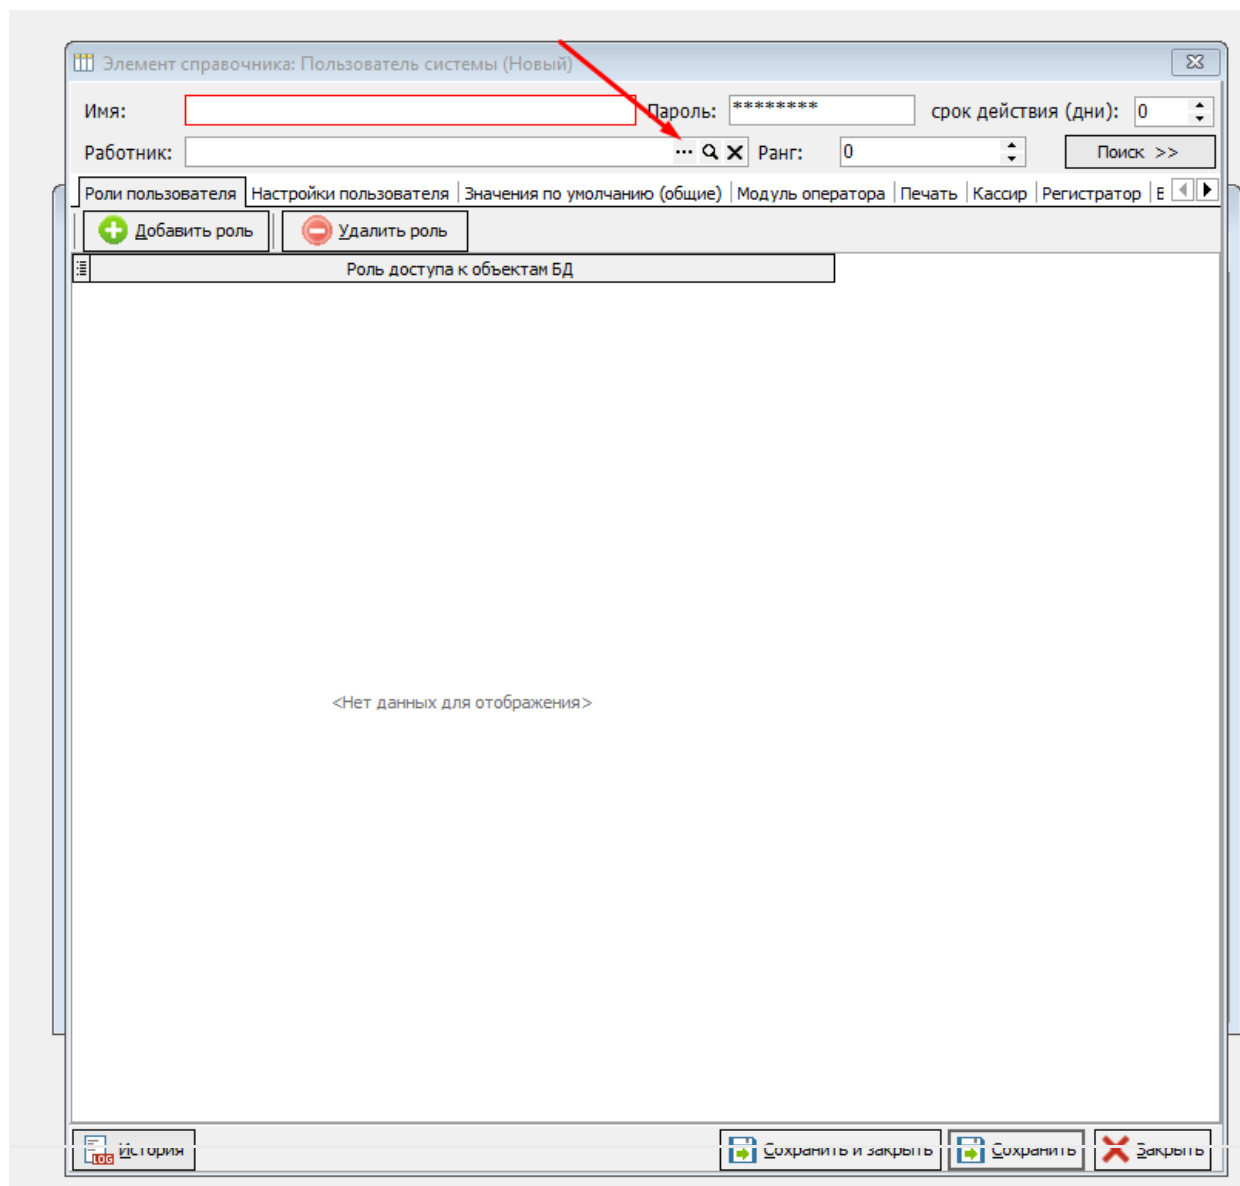 Элемент справочника: Пользователь системы (Новый)
Имя: Пароль: ******** срок действия (дни): 0
Работник: ... Ранг: 0 Поиск >>
Роли пользователя Настройки пользователя Значения по умолчанию (общие) Модуль оператора Печать Кассир Регистратор
Добавить роль Удалить роль
Роль доступа к объектам БД
<Нет данных для отображения>
LOG История Сохранить и закрыть Сохранить Закрыть